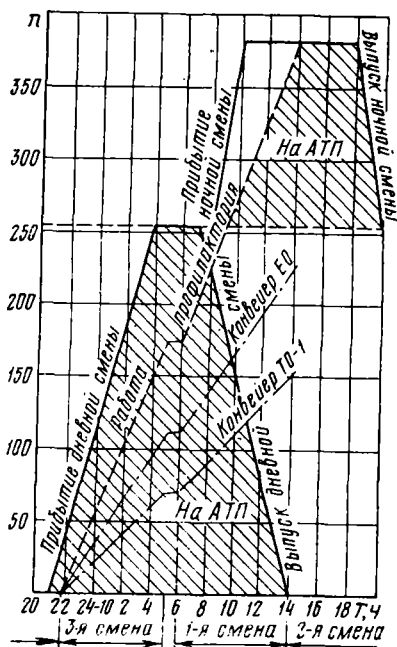 n
350
300
250
200
150
100
50
Прибытие ночной смены
Выпуск ночной смены
На АТП
Прибытие дневной смены
работа профилактория
Конвейер ЕО
Конвейер ТО-1
На АТП
Выпуск дневной смены
20 22 24-10 2 4 6 8 10 12 14 16 18 T,ч
3-я смена 1-я смена 2-я смена